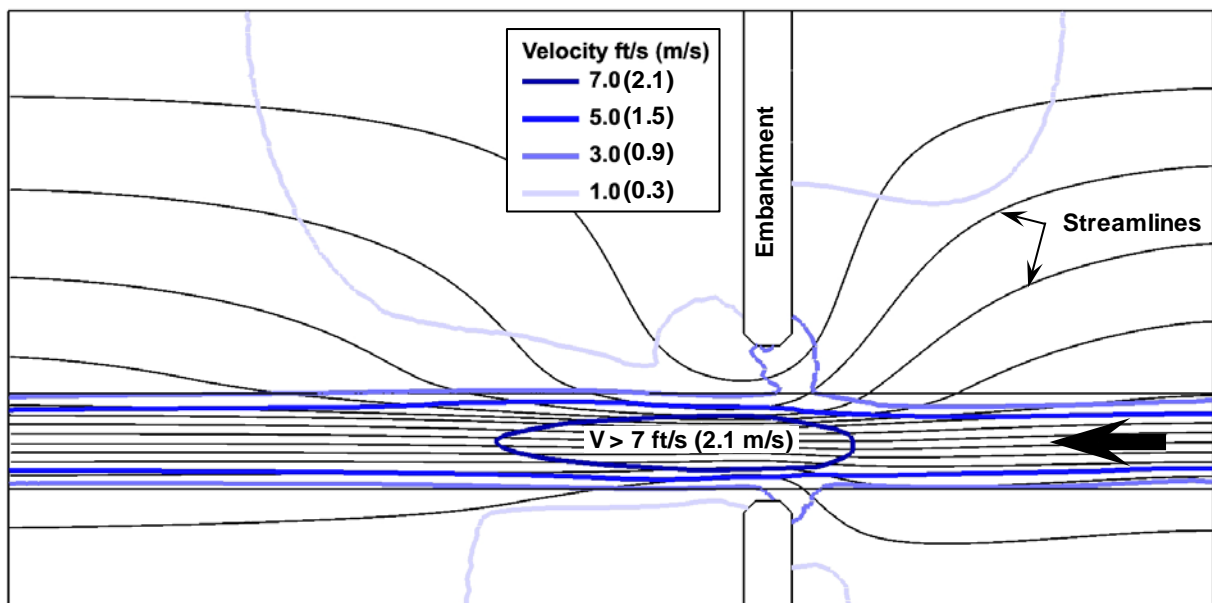 Velocity ft/s (m/s)
7.0 (2.1)
5.0 (1.5)
3.0 (0.9)
1.0 (0.3)
Embankment
Streamlines
V > 7 ft/s (2.1 m/s)